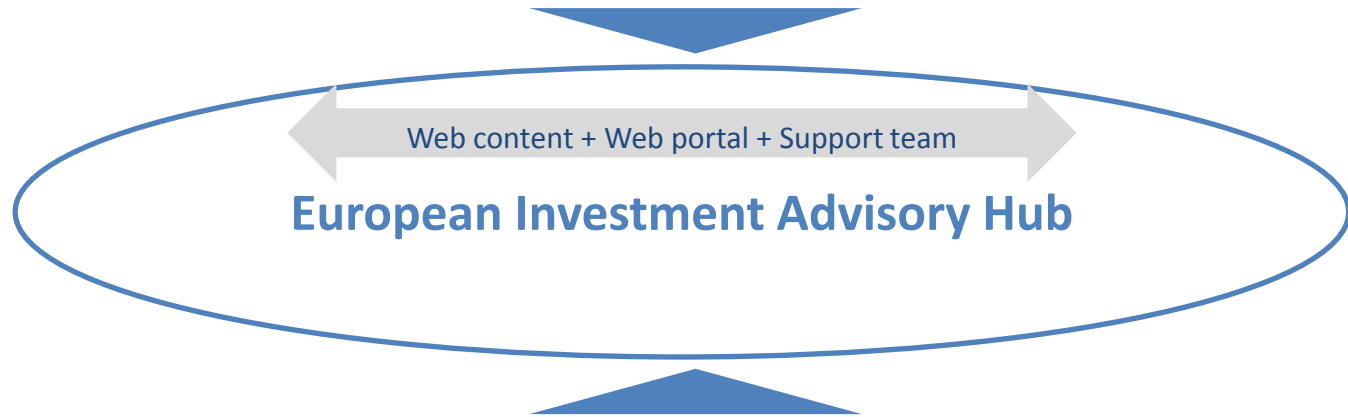 Web content + Web portal + Support team
European Investment Advisory Hub